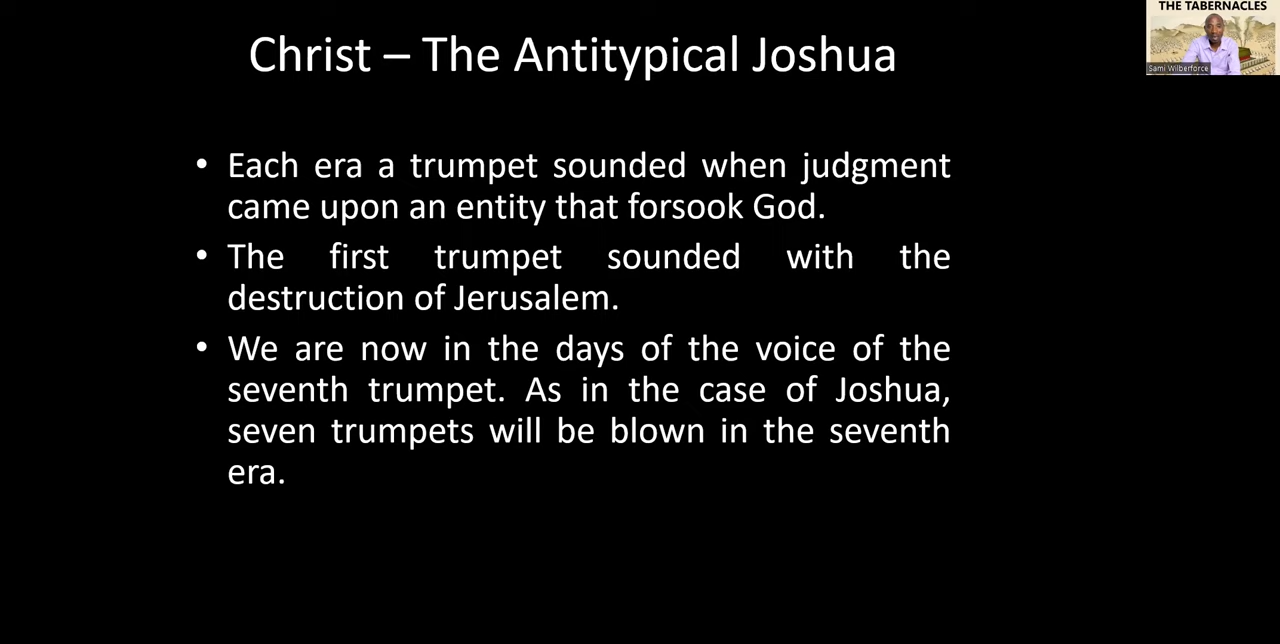 THE TABERNACLES
Sami Wilberforce
Christ – The Antitypical Joshua
• Each era a trumpet sounded when judgment
came upon an entity that forsook God.
• The first trumpet sounded with the
destruction of Jerusalem.
• We are now in the days of the voice of the
seventh trumpet. As in the case of Joshua,
seven trumpets will be blown in the seventh
era.